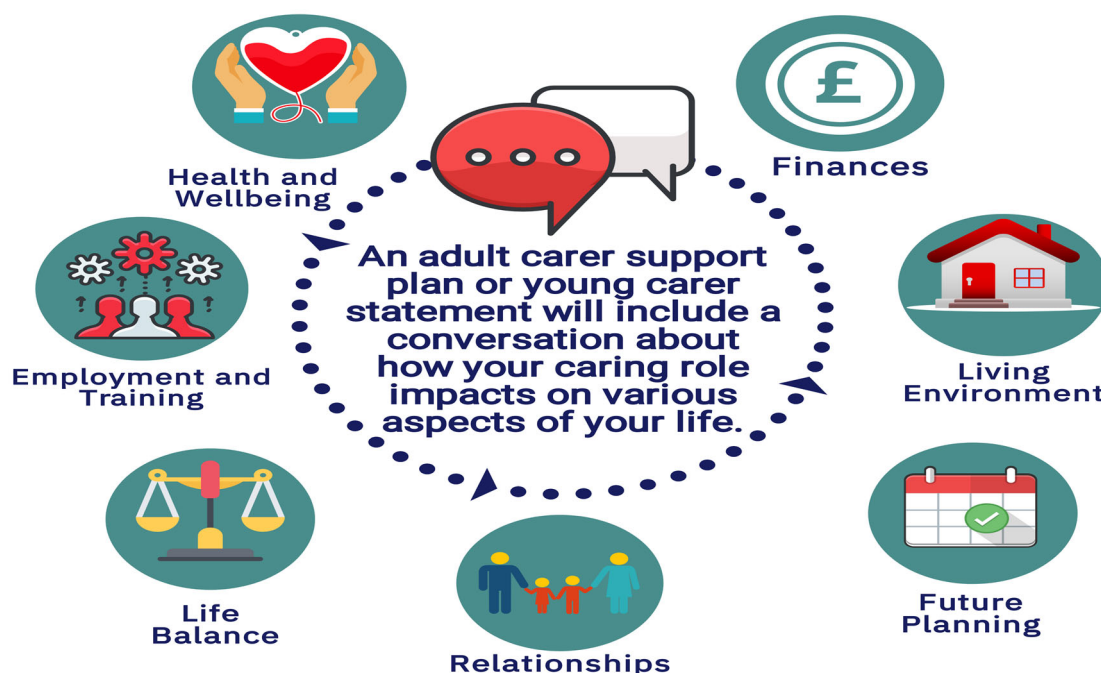 Health and
Wellbeing
£
Finances
An adult carer support
plan or young carer
statement will include a
conversation about
how your caring role
impacts on various
aspects of your life.
Employment and
Training
Living
Environment
Life
Balance
Relationships
Future
Planning